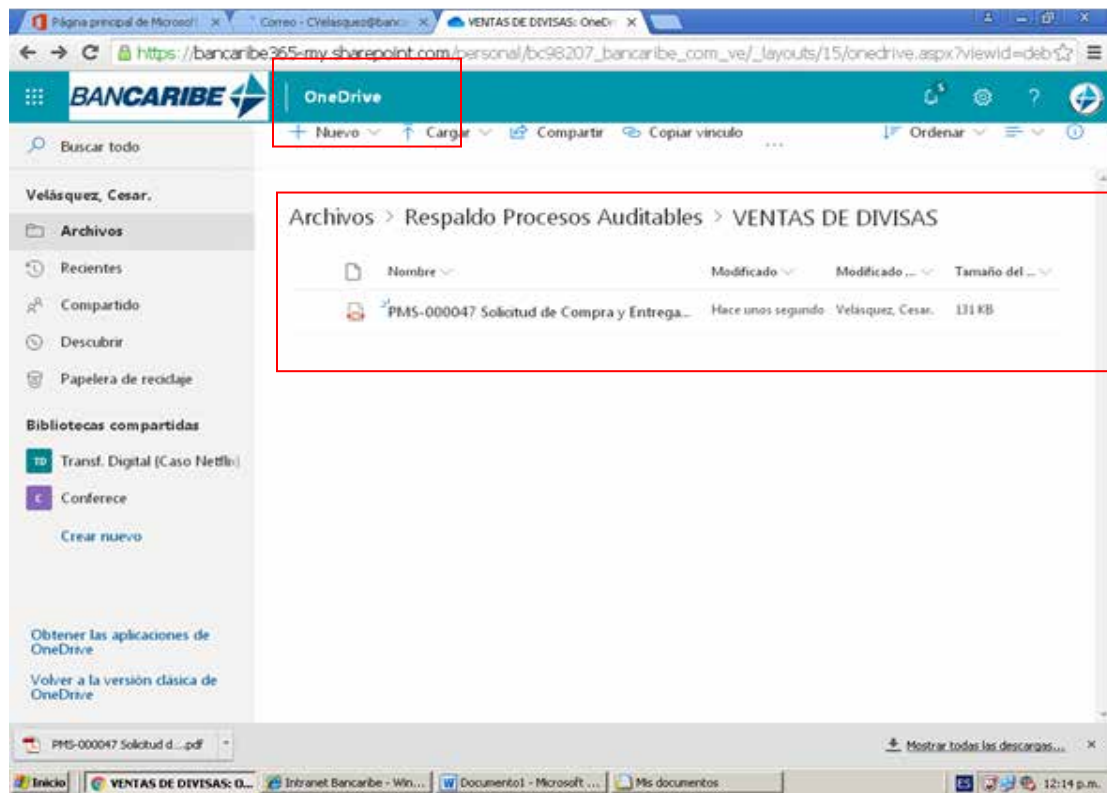 Página principal de Microsoft
Correo - CVelasquez@banc
VENTAS DE DIVISAS: OneDr
https://bancaribe365-my.sharepoint.com/personal/bc98207_bancaribe_com_ve/_layouts/15/onedrive.aspx?viewid=deb
BANCARIBE
OneDrive
?
Buscar todo
Nuevo
Cargar
Compartir
Copiar vínculo
...
Ordenar
Velásquez, Cesar.
Archivos
Recientes
Compartido
Descubrir
Papelera de reciclaje
Bibliotecas compartidas
TD Transf. Digital (Caso Netflix)
C Conferece
Crear nuevo
Obtener las aplicaciones de
OneDrive
Volver a la versión clásica de
OneDrive
Archivos > Respaldo Procesos Auditables > VENTAS DE DIVISAS
Nombre
Modificado
Modificado ...
Tamaño del ...
PMS-000047 Solicitud de Compra y Entrega...
Hace unos segundo
Velásquez, Cesar.
131 KB
PMS-000047 Solicitud d....pdf
Mostrar todas las descargas...
Inicio
VENTAS DE DIVISAS: O...
Intranet Bancaribe - Win...
Documento1 - Microsoft ...
Mis documentos
ES
12:14 p.m.